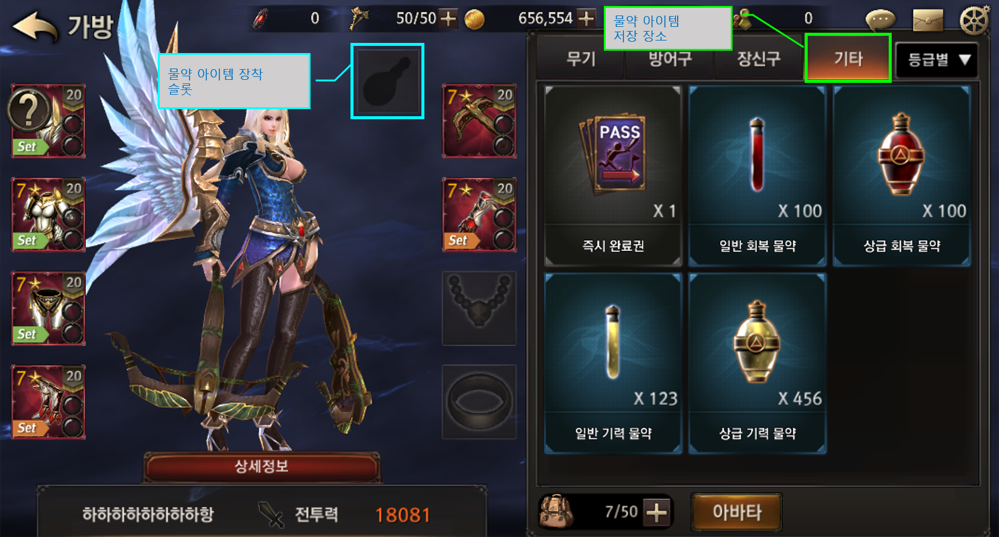 가방
0
50/50
656,554
0
물약 아이템 장착
슬롯
물약 아이템
저장 장소
무기
방어구
장신구
기타
등급별
20
Set
7 20
Set
7 20
Set
7 20
Set
7 20
7 20
Set
PASS
X 1
즉시 완료권
X 100
일반 회복 물약
X 100
상급 회복 물약
X 123
일반 기력 물약
X 456
상급 기력 물약
상세정보
하하하하하하하하항
전투력
18081
7/50
아바타